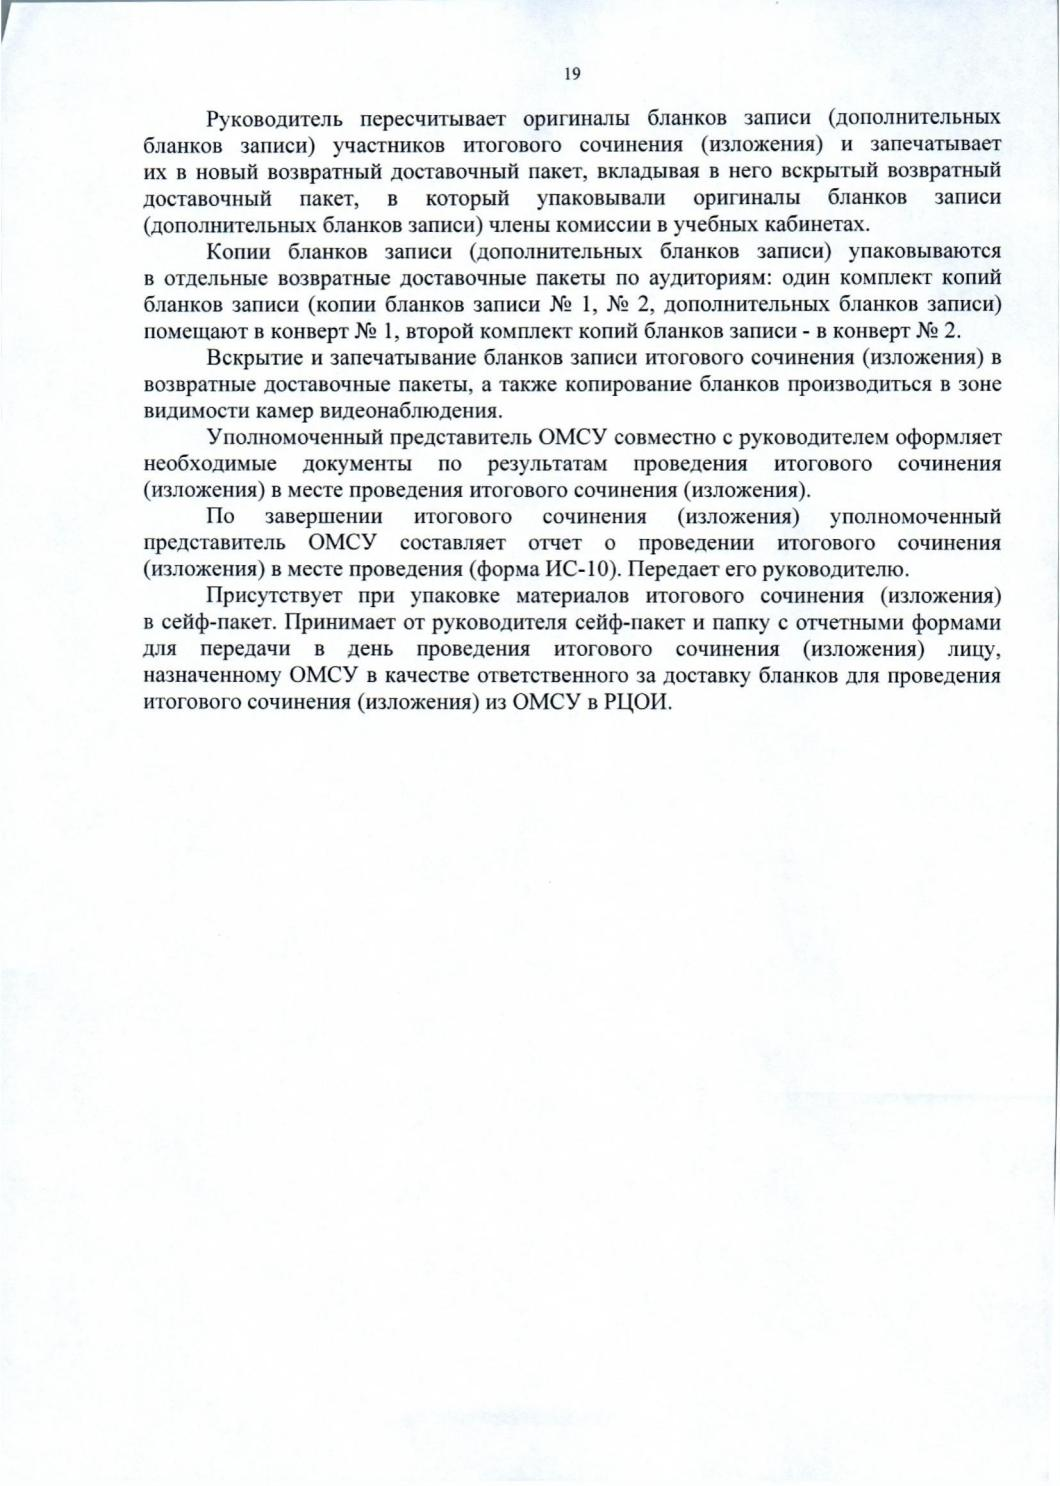 19
Руководитель пересчитывает оригиналы бланков записи (дополнительных
бланков записи) участников итогового сочинения (изложения) и запечатывает
их в новый возвратный доставочный пакет, вкладывая в него вскрытый возвратный
доставочный пакет, в который упаковывали оригиналы бланков записи
(дополнительных бланков записи) члены комиссии в учебных кабинетах.
Копии бланков записи (дополнительных бланков записи) упаковываются
в отдельные возвратные доставочные пакеты по аудиториям: один комплект копий
бланков записи (копии бланков записи № 1, № 2, дополнительных бланков записи)
помещают в конверт № 1, второй комплект копий бланков записи - в конверт № 2.
Вскрытие и запечатывание бланков записи итогового сочинения (изложения) в
возвратные доставочные пакеты, а также копирование бланков производиться в зоне
видимости камер видеонаблюдения.
Уполномоченный представитель ОМСУ совместно с руководителем оформляет
необходимые документы по результатам проведения итогового сочинения
(изложения) в месте проведения итогового сочинения (изложения).
По завершении итогового сочинения (изложения) уполномоченный
представитель ОМСУ составляет отчет о проведении итогового сочинения
(изложения) в месте проведения (форма ИС-10). Передает его руководителю.
Присутствует при упаковке материалов итогового сочинения (изложения)
в сейф-пакет. Принимает от руководителя сейф-пакет и папку с отчетными формами
для передачи в день проведения итогового сочинения (изложения) лицу,
назначенному ОМСУ в качестве ответственного за доставку бланков для проведения
итогового сочинения (изложения) из ОМСУ в РЦОИ.